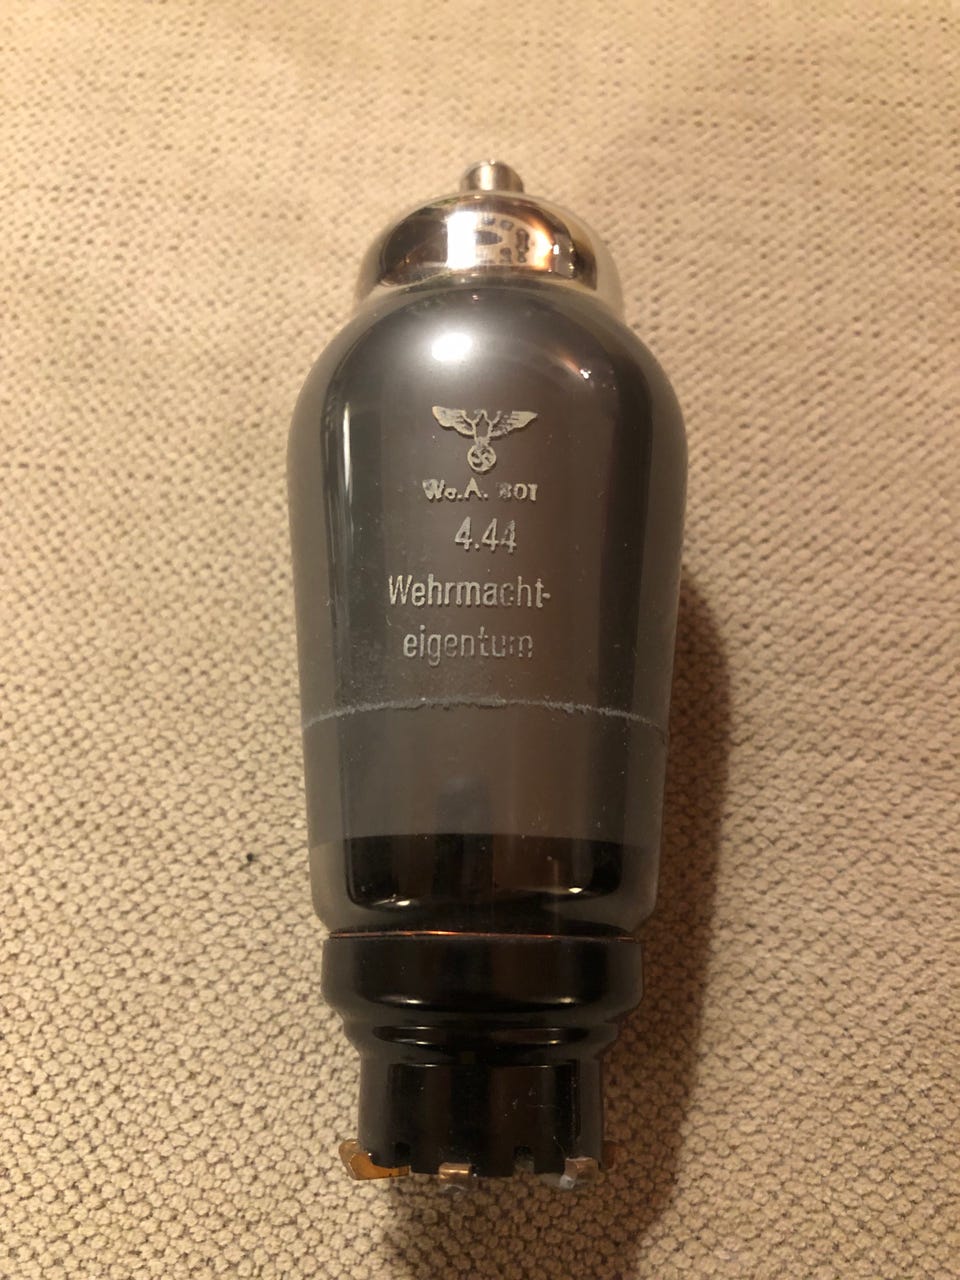 Wa.A. 801
4.44
Wehrmacht-
eigentum